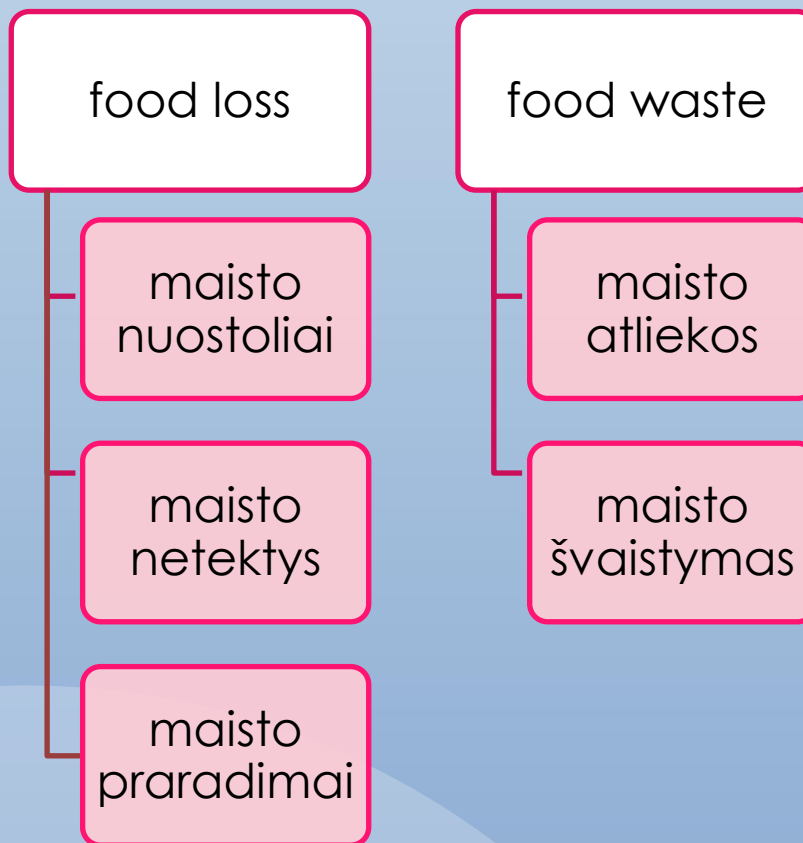 food loss
maisto
nuostoliai
maisto
netektys
maisto
praradimai
food waste
maisto
atliekos
maisto
švaistymas